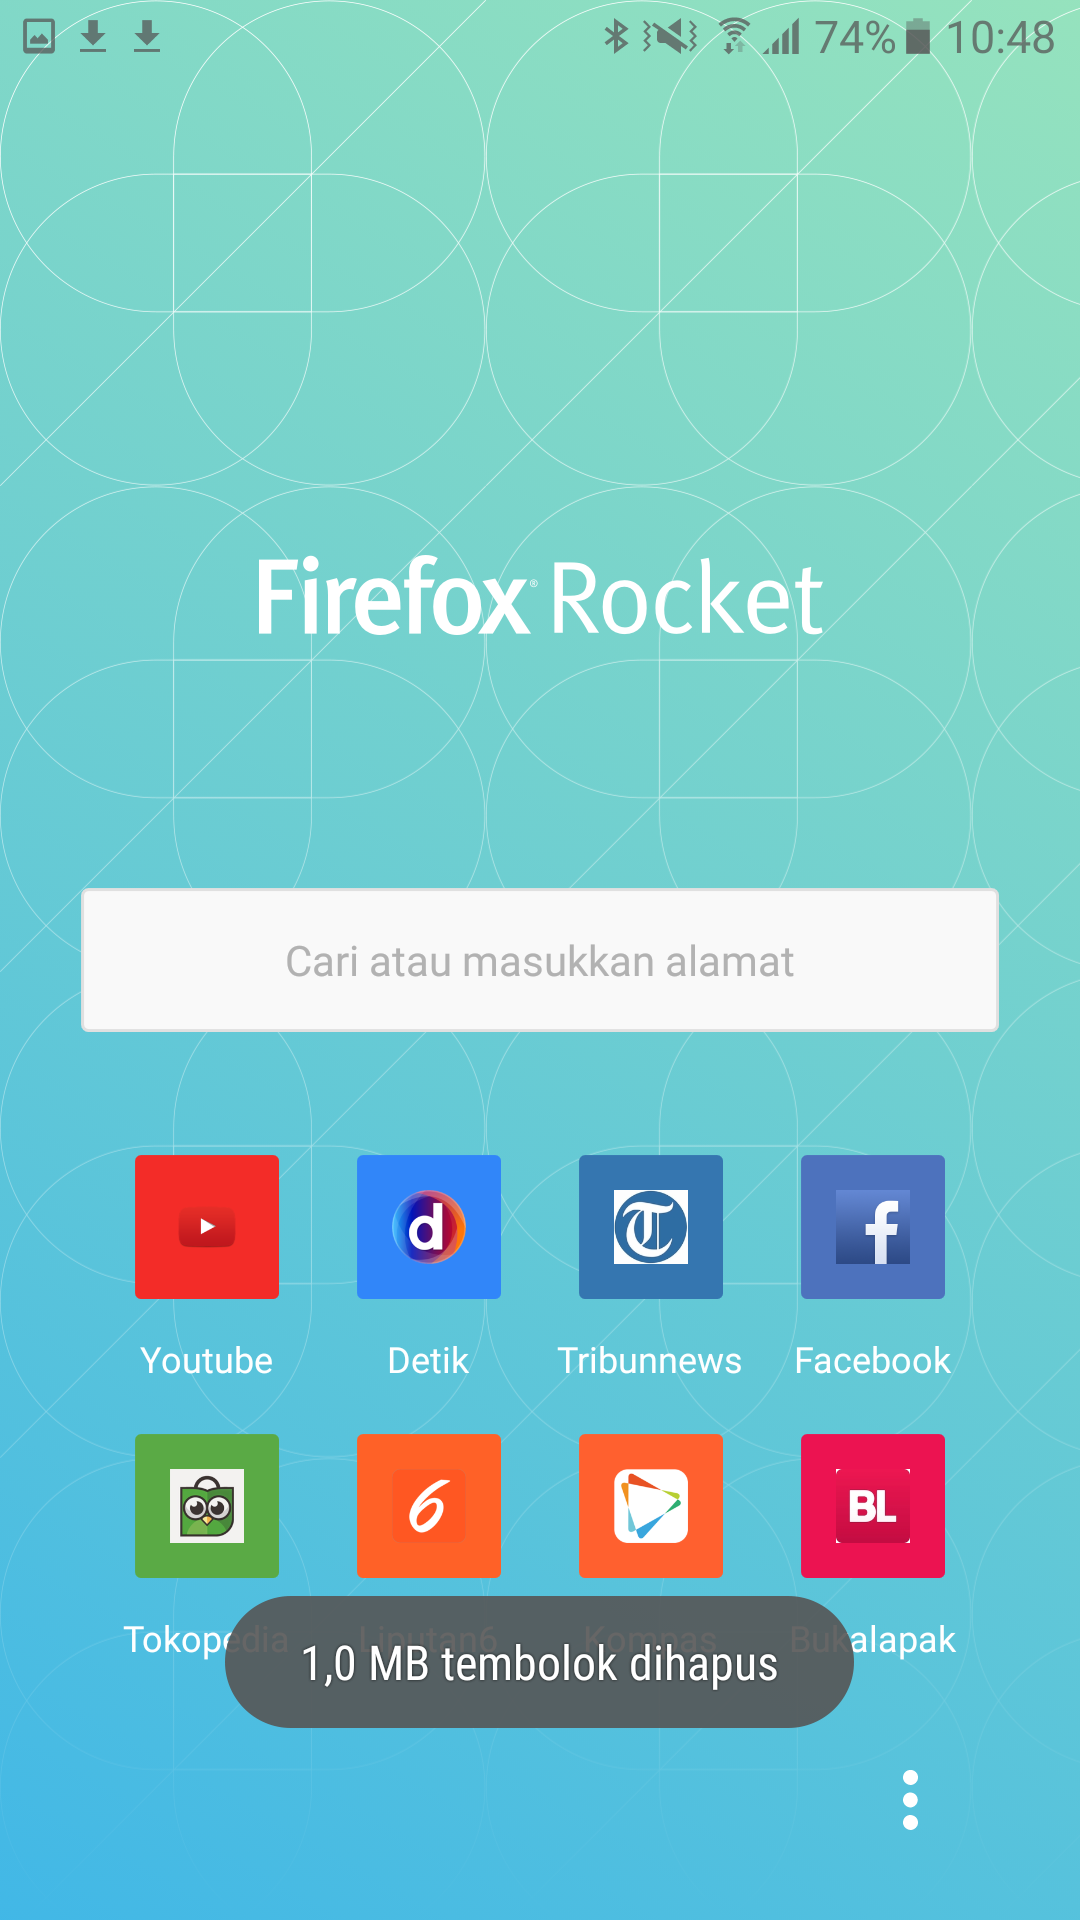 74% 10:48
Firefox® Rocket
Cari atau masukkan alamat
d
T
f
Youtube
Detik
Tribunnews
Facebook
6
BL
Tokopedia
Liputan6
Kompas
Bukalapak
1,0 MB tembolok dihapus